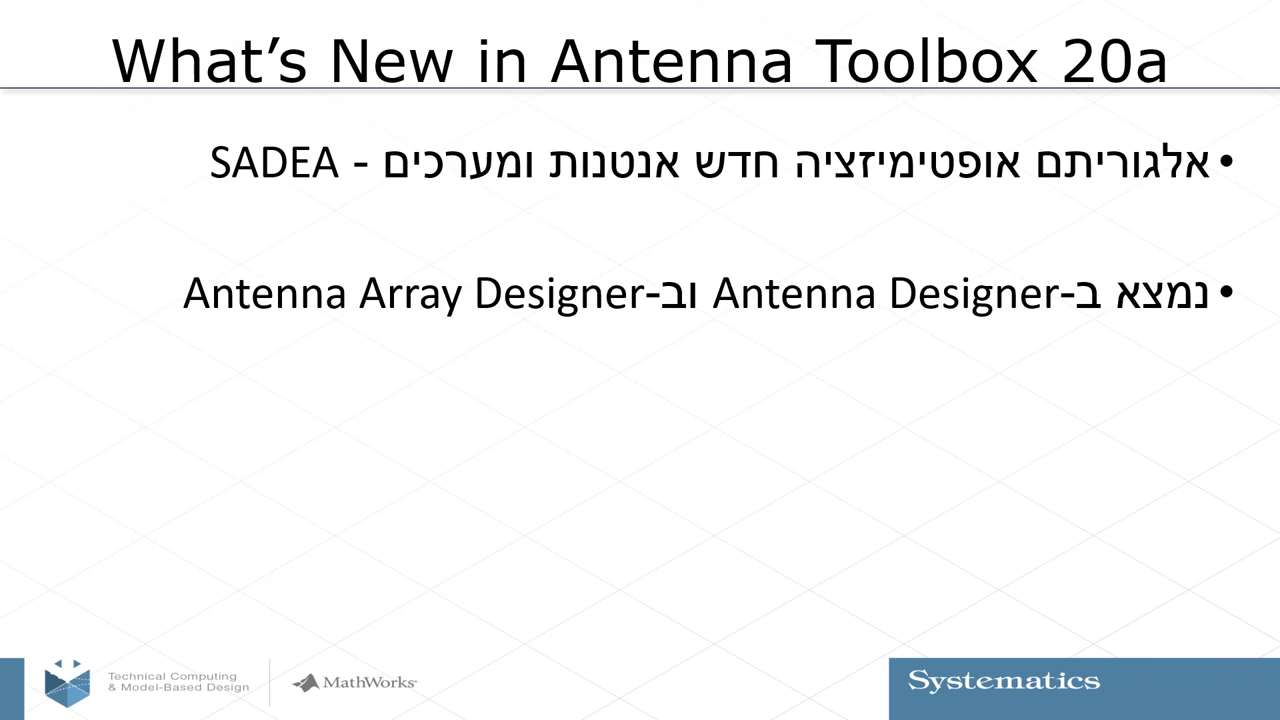 What’s New in Antenna Toolbox 20a
• אלגוריתם אופטימיזציה חדש אנטנות ומערכים - SADEA
• נמצא ב-Antenna Designer וב-Antenna Array Designer
Technical Computing
& Model-Based Design
MathWorks
Systematics